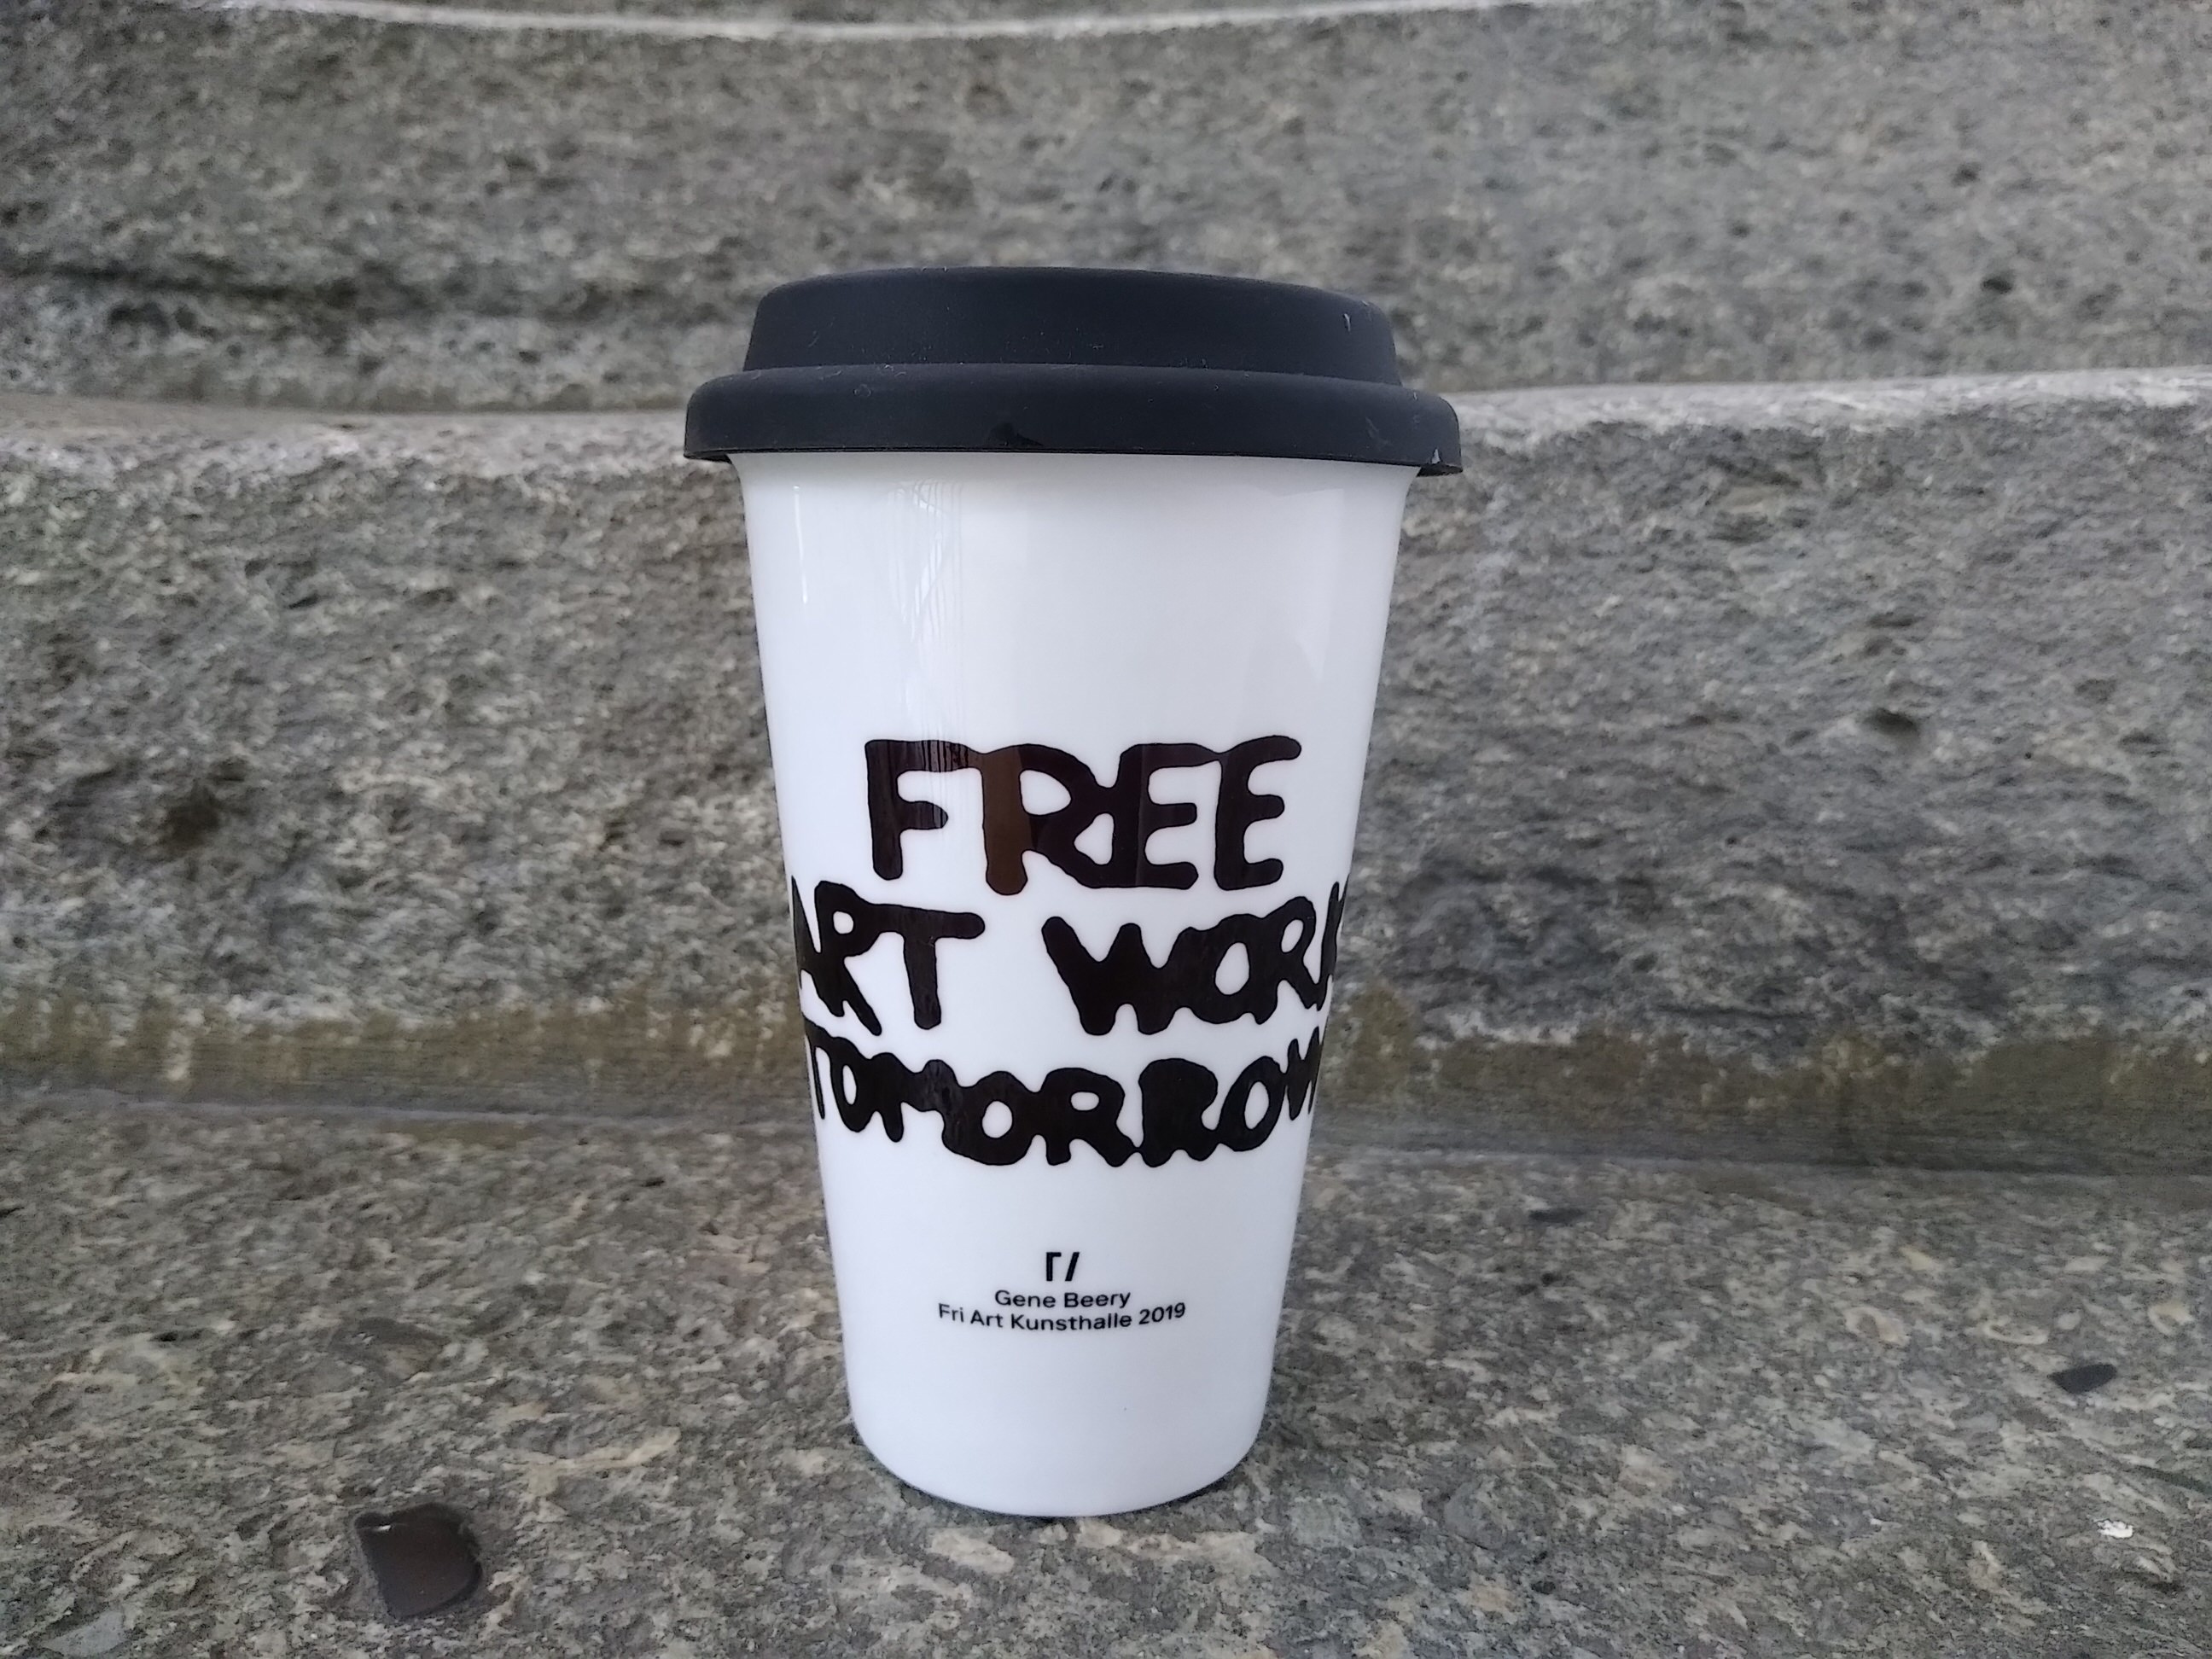 FREE
ART WORK
TOMORROW
Gene Beery
Fri Art Kunsthalle 2019